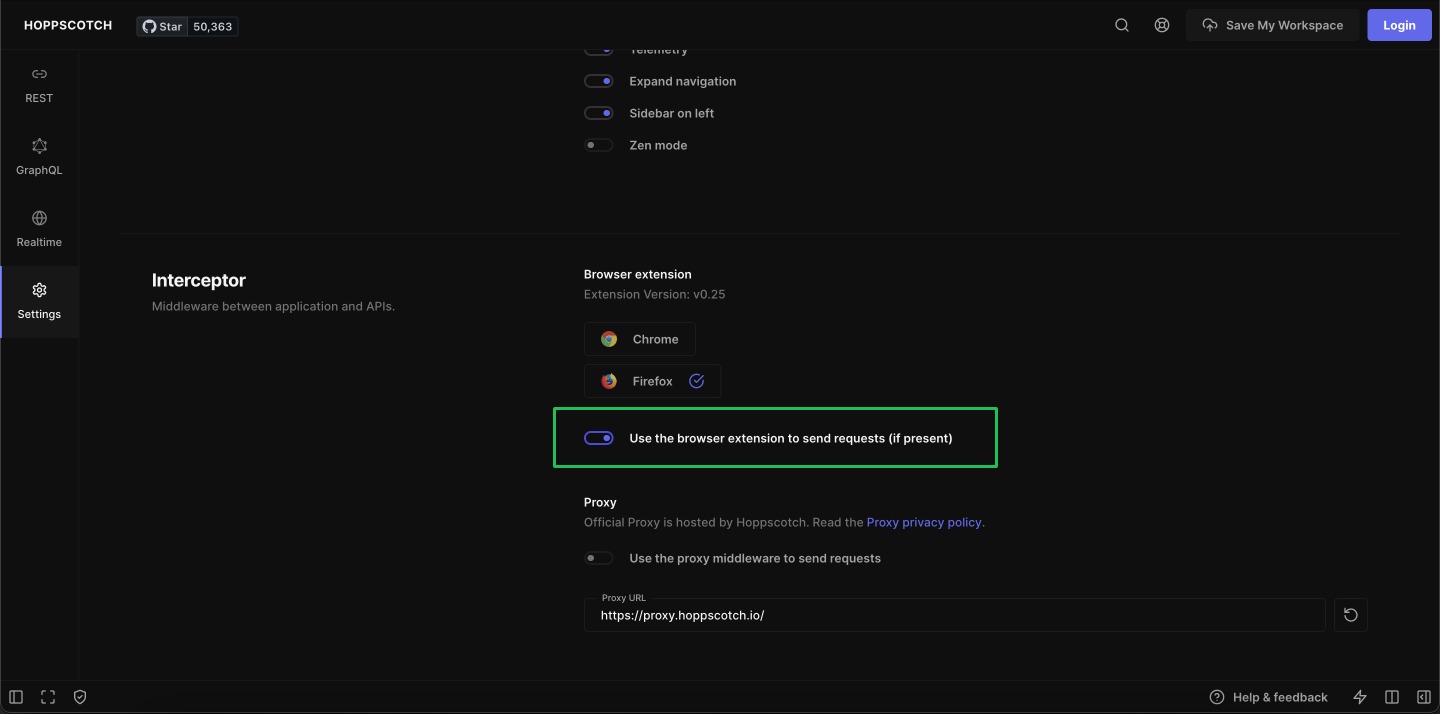 HOPPSCOTCH
Star 50,363
Save My Workspace
Login
REST
GraphQL
Realtime
Settings
Telemetry
Expand navigation
Sidebar on left
Zen mode
Interceptor
Middleware between application and APIs.
Browser extension
Extension Version: v0.25
Chrome
Firefox
Use the browser extension to send requests (if present)
Proxy
Official Proxy is hosted by Hoppscotch. Read the Proxy privacy policy.
Use the proxy middleware to send requests
Proxy URL
https://proxy.hoppscotch.io/
Help & feedback